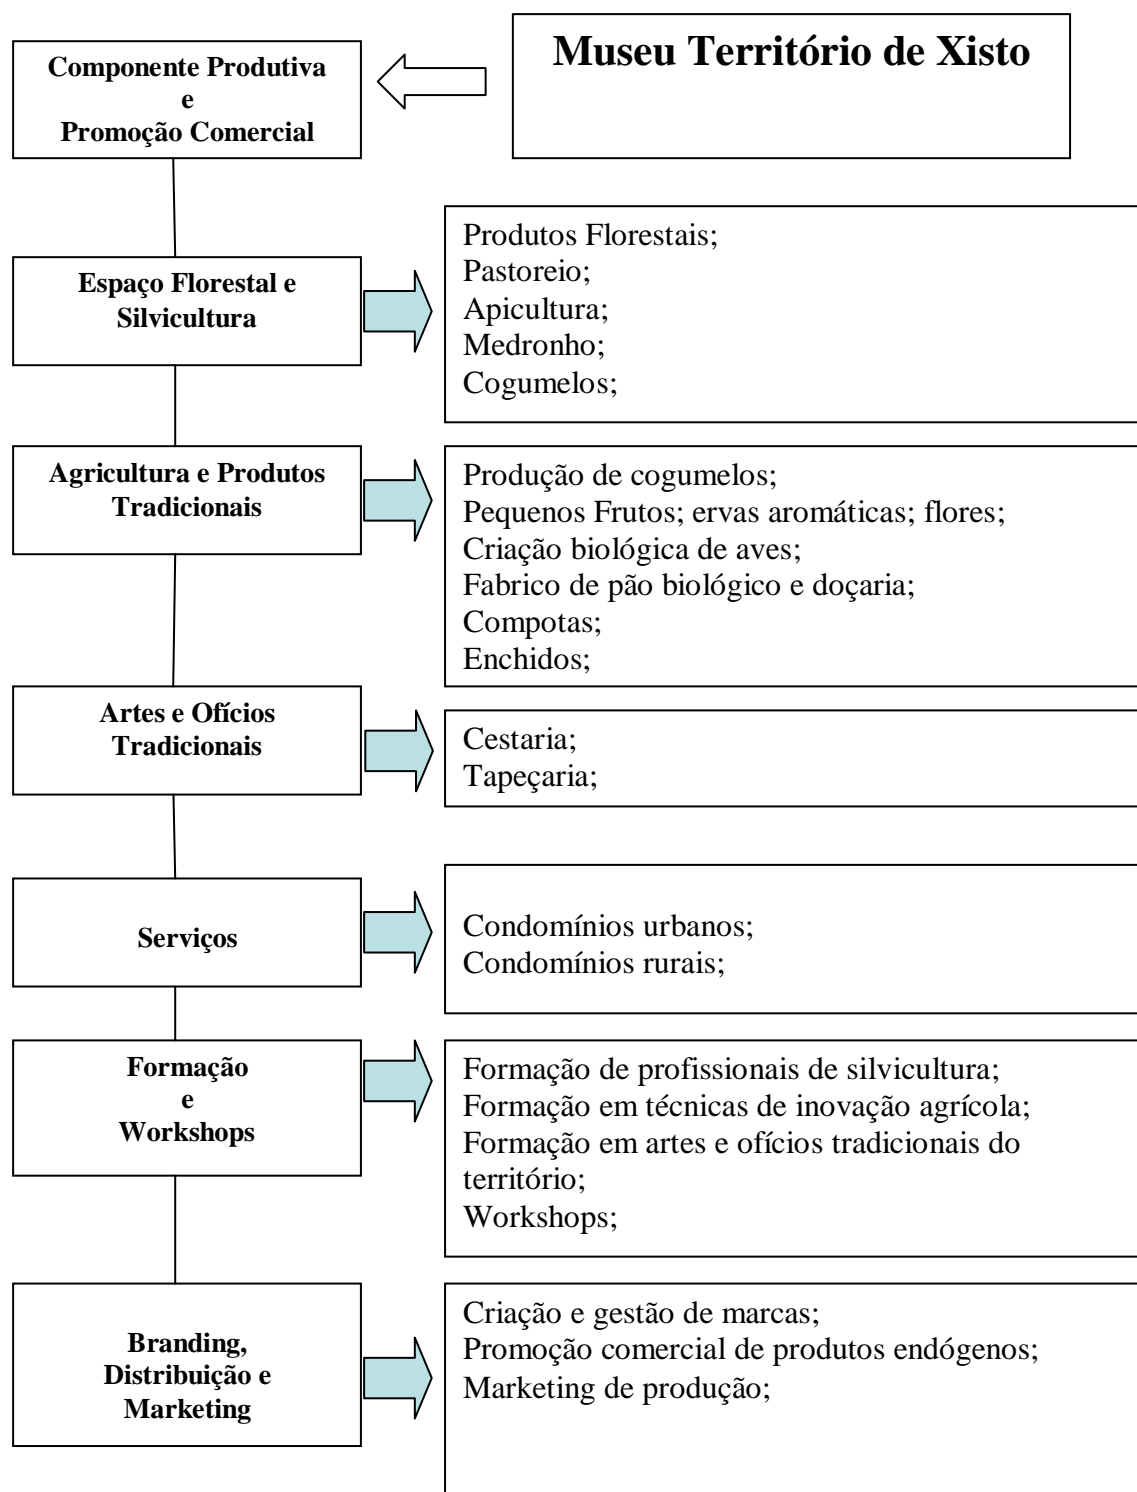 Museu Território de Xisto
Componente Produtiva
e
Promoção Comercial
Espaço Florestal e
Silvicultura
Produtos Florestais;
Pastoreio;
Apicultura;
Medronho;
Cogumelos;
Agricultura e Produtos
Tradicionais
Produção de cogumelos;
Pequenos Frutos; ervas aromáticas; flores;
Criação biológica de aves;
Fabrico de pão biológico e doçaria;
Compotas;
Enchidos;
Artes e Ofícios
Tradicionais
Cestaria;
Tapeçaria;
Serviços
Condomínios urbanos;
Condomínios rurais;
Formação
e
Workshops
Formação de profissionais de silvicultura;
Formação em técnicas de inovação agrícola;
Formação em artes e ofícios tradicionais do
território;
Workshops;
Branding,
Distribuição e
Marketing
Criação e gestão de marcas;
Promoção comercial de produtos endógenos;
Marketing de produção;